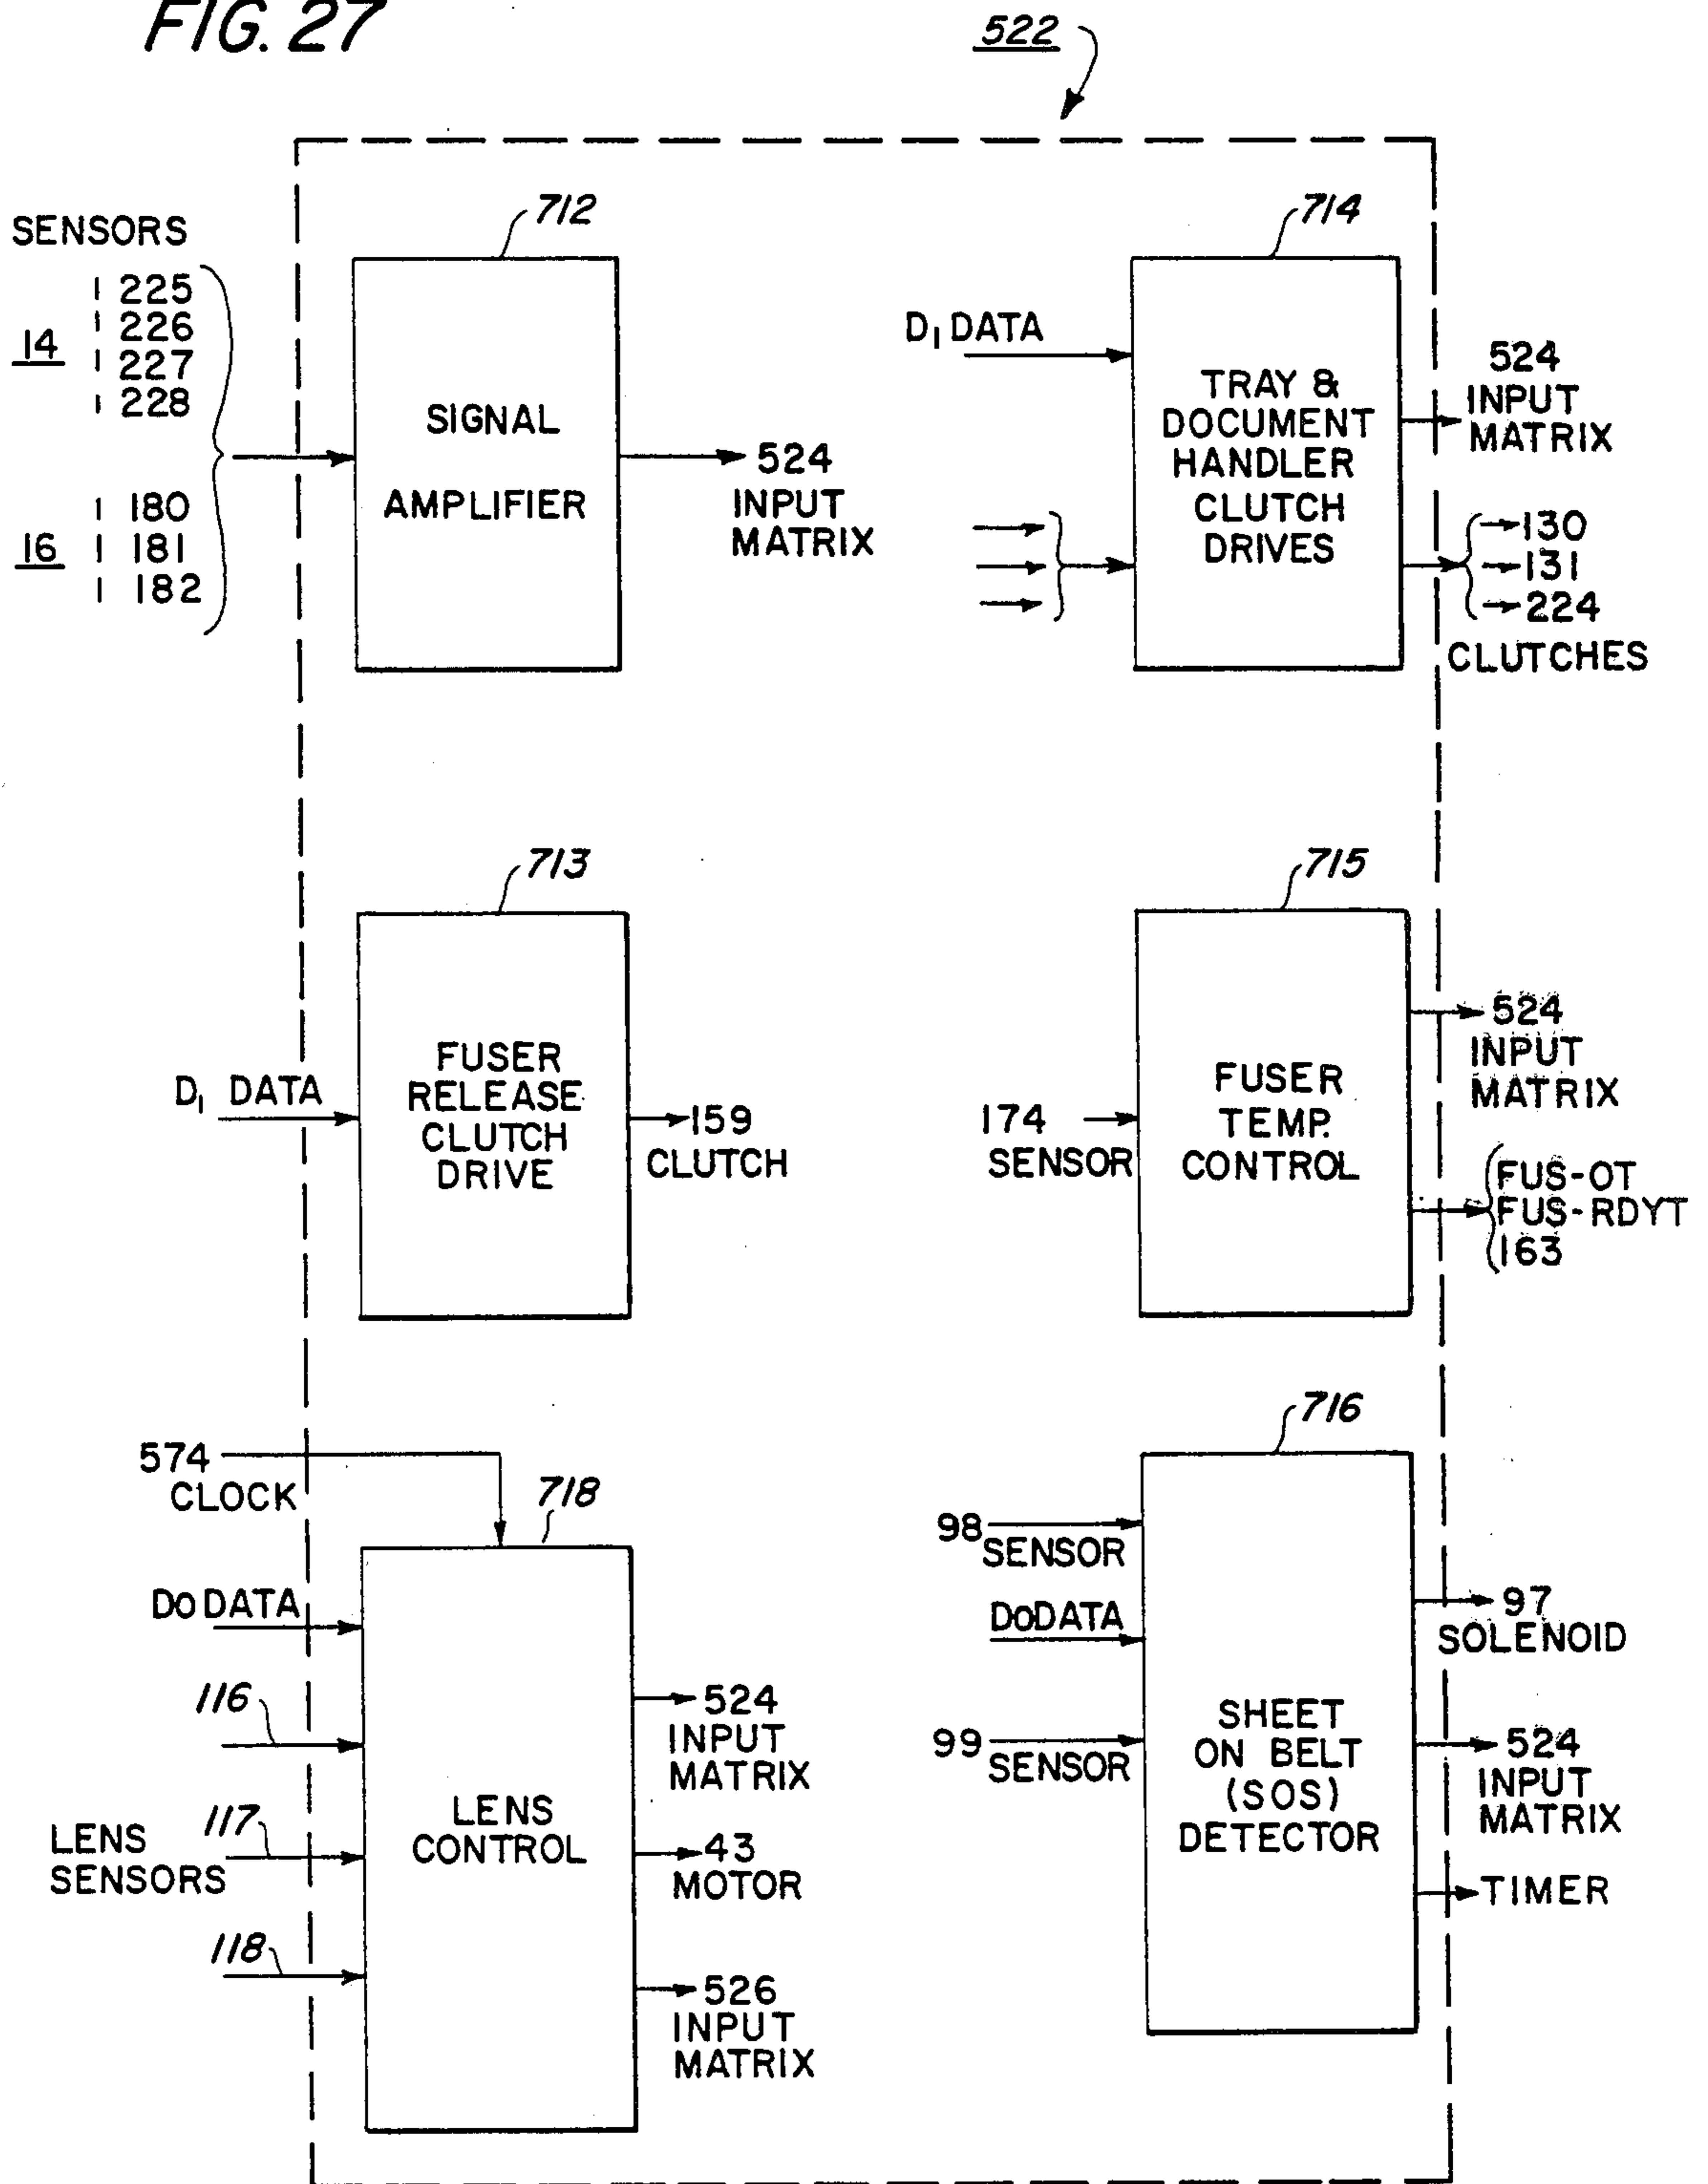 FIG. 27
522
SENSORS
14
225
226
227
228
16
180
181
182
712
SIGNAL
AMPLIFIER
524
INPUT
MATRIX
714
D1 DATA
TRAY &
DOCUMENT
HANDLER
CLUTCH
DRIVES
524
INPUT
MATRIX
130
131
224
CLUTCHES
713
D1 DATA
FUSER
RELEASE
CLUTCH
DRIVE
159
CLUTCH
715
174
SENSOR
FUSER
TEMP.
CONTROL
524
INPUT
MATRIX
FUS-OT
FUS-RDYT
163
574
CLOCK
718
DO DATA
116
LENS
SENSORS
117
118
LENS
CONTROL
524
INPUT
MATRIX
43
MOTOR
526
INPUT
MATRIX
716
98
SENSOR
DODATA
99
SENSOR
SHEET
ON BELT
(SOS)
DETECTOR
97
SOLENOID
524
INPUT
MATRIX
TIMER